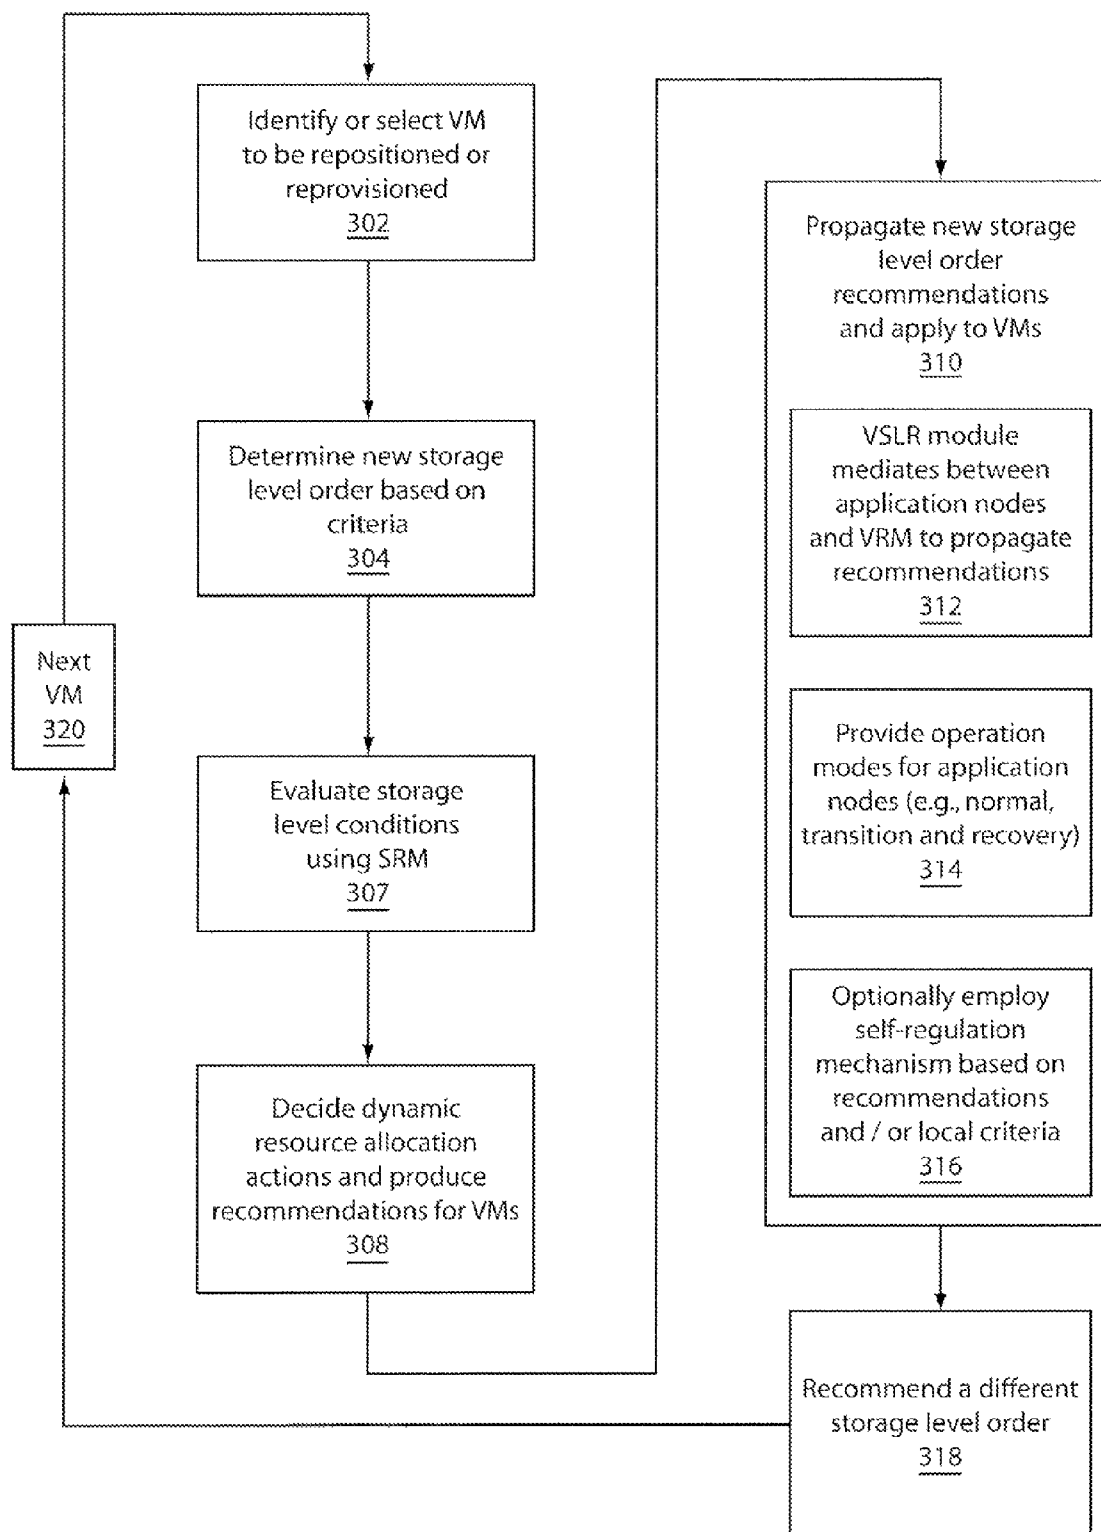 Identify or select VM
to be repositioned or
reprovisioned
302
Determine new storage
level order based on
criteria
304
Next
VM
320
Evaluate storage
level conditions
using SRM
307
Decide dynamic
resource allocation
actions and produce
recommendations for VMs
308
Propagate new storage
level order
recommendations
and apply to VMs
310
VSLR module
mediates between
application nodes
and VRM to propagate
recommendations
312
Provide operation
modes for application
nodes (e.g., normal,
transition and recovery)
314
Optionally employ
self-regulation
mechanism based on
recommendations
and / or local criteria
316
Recommend a different
storage level order
318